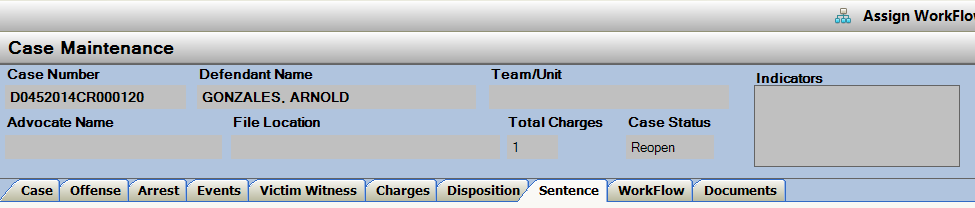 Assign WorkFlow
Case Maintenance
Case Number Defendant Name Team/Unit Indicators
D0452014CR000120 GONZALES, ARNOLD
Advocate Name File Location Total Charges Case Status
1 Reopen
Case Offense Arrest Events Victim Witness Charges Disposition Sentence WorkFlow Documents